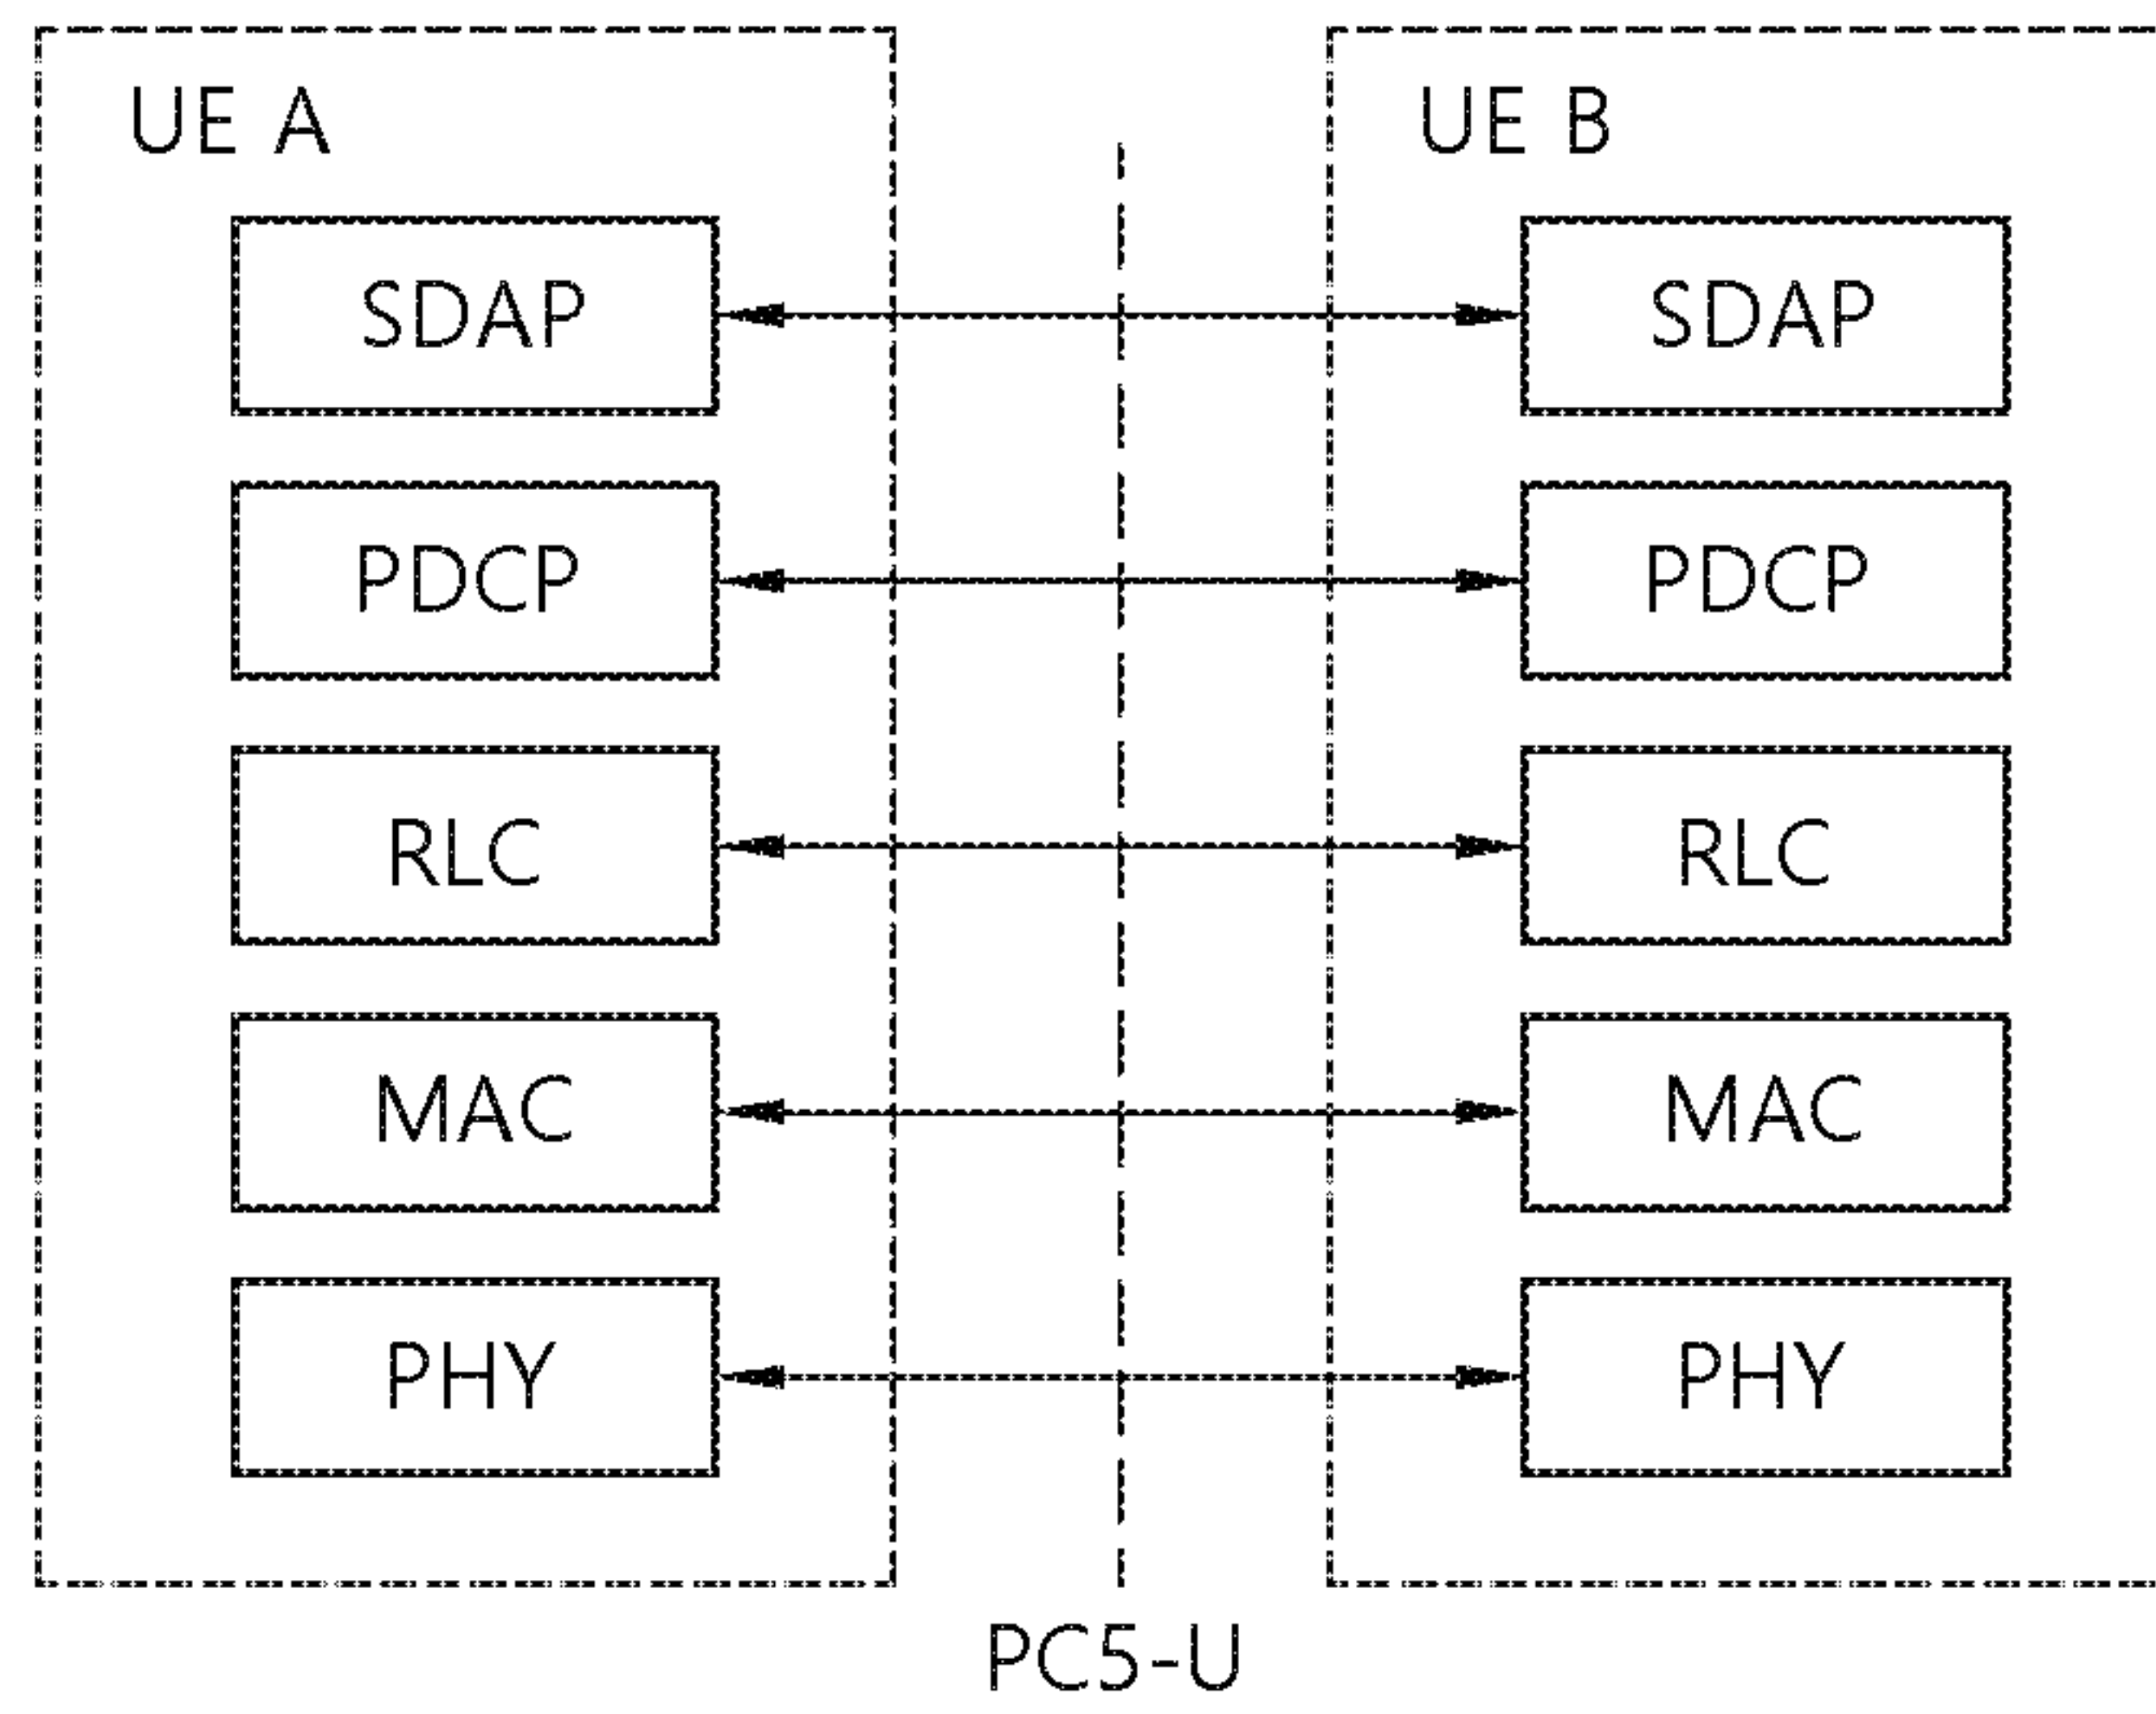 UE A
UE B
SDAP
SDAP
PDCP
PDCP
RLC
RLC
MAC
MAC
PHY
PHY
PC5-U